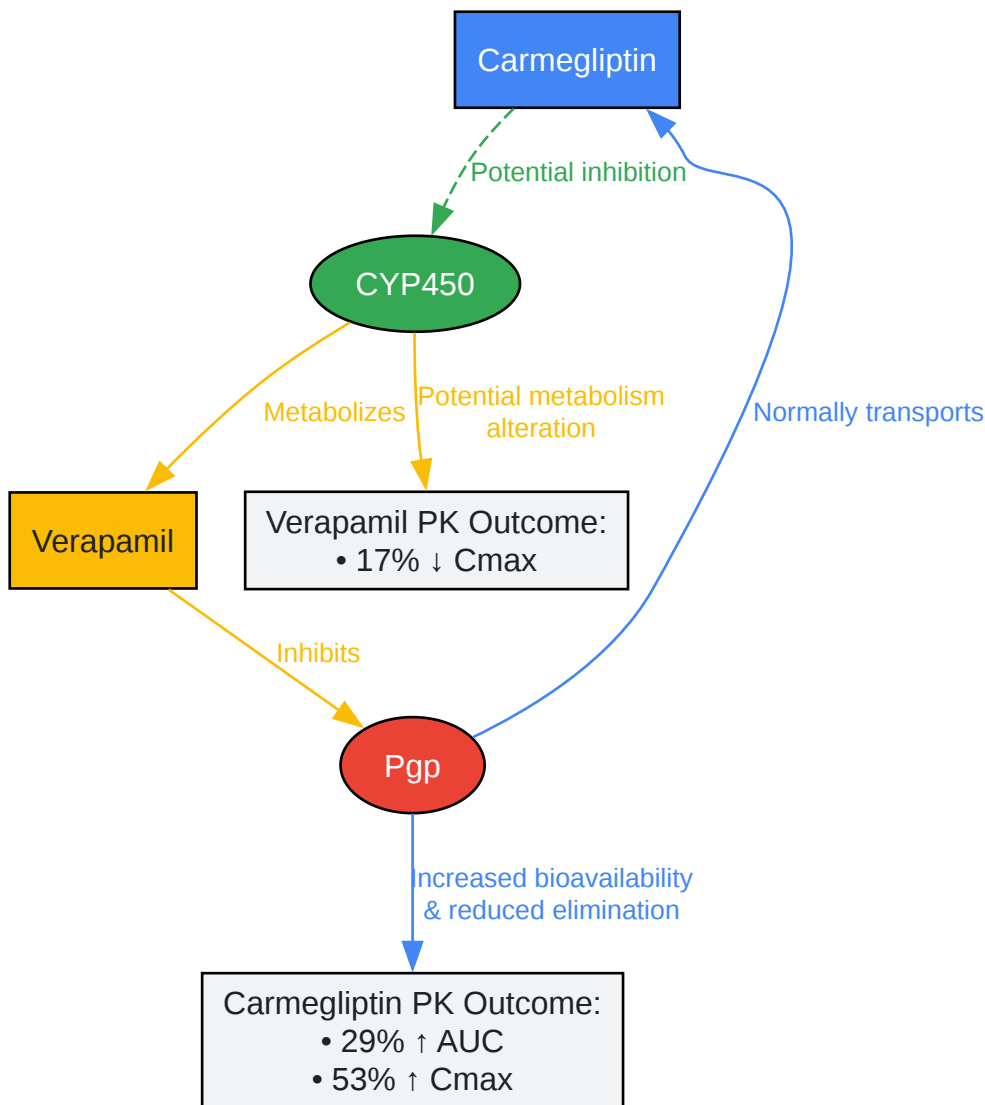 Carmegliptin
Potential inhibition
CYP450
Metabolizes
Potential metabolism
alteration
Normally transports
Verapamil
Verapamil PK Outcome:
• 17% ↓ Cmax
Inhibits
Pgp
Increased bioavailability
& reduced elimination
Carmegliptin PK Outcome:
• 29% ↑ AUC
• 53% ↑ Cmax